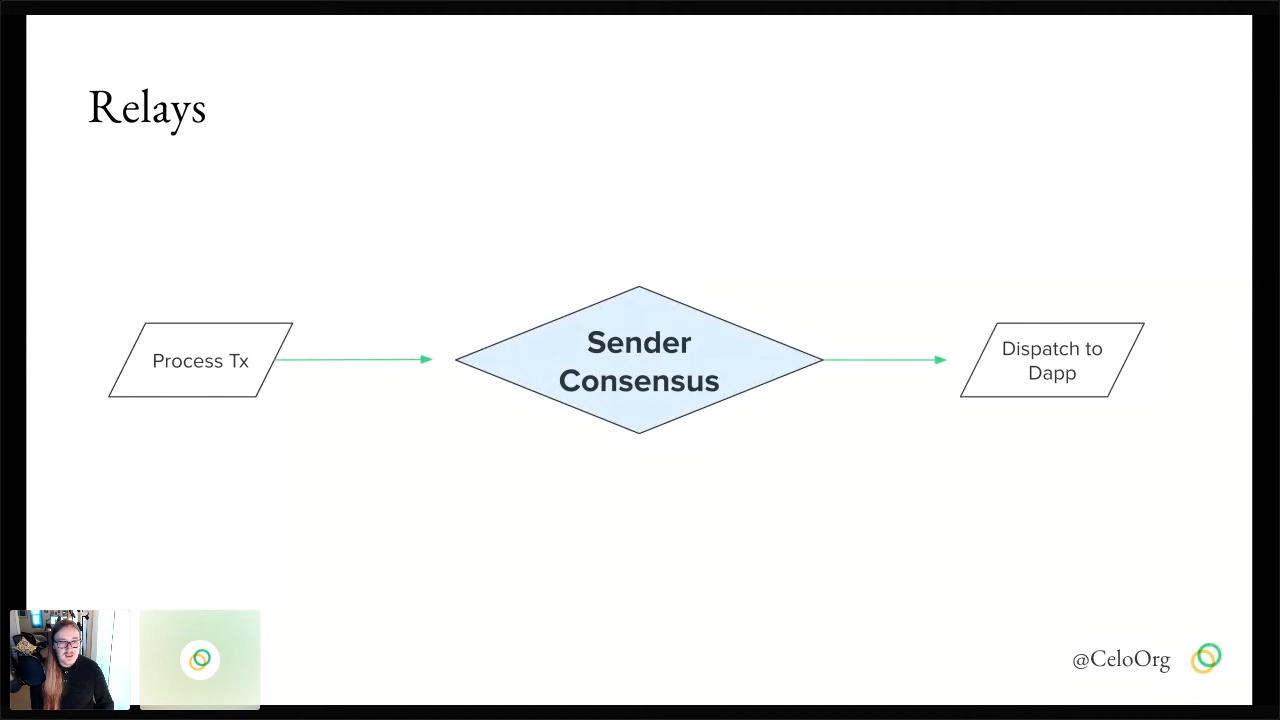 Relays
Process Tx
Sender
Consensus
Dispatch to
Dapp
@CeloOrg